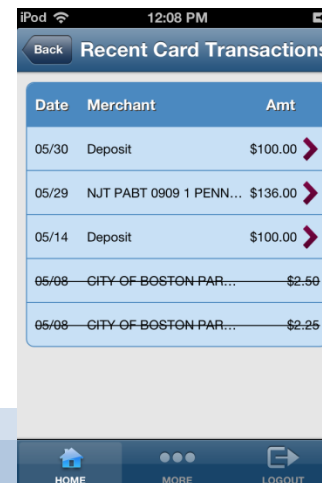 iPod 12:08 PM
Back Recent Card Transactions
Date Merchant Amt
05/30 Deposit $100.00
05/29 NJT PABT 0909 1 PENN... $136.00
05/14 Deposit $100.00
05/08 CITY OF BOSTON PAR... $2.50
05/08 CITY OF BOSTON PAR... $2.25
HOME MORE LOGOUT